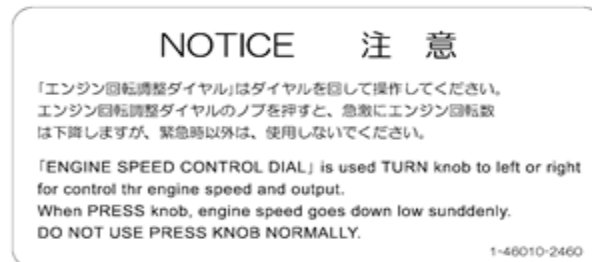 NOTICE 注 意
「エンジン回転調整ダイヤル」はダイヤルを回して操作してください。
エンジン回転調整ダイヤルのノブを押すと、急激にエンジン回転数
は下降しますが、緊急時以外は、使用しないでください。
「ENGINE SPEED CONTROL DIAL」 is used TURN knob to left or right
for control thr engine speed and output.
When PRESS knob, engine speed goes down low sunddenly.
DO NOT USE PRESS KNOB NORMALLY.
1-46010-2460